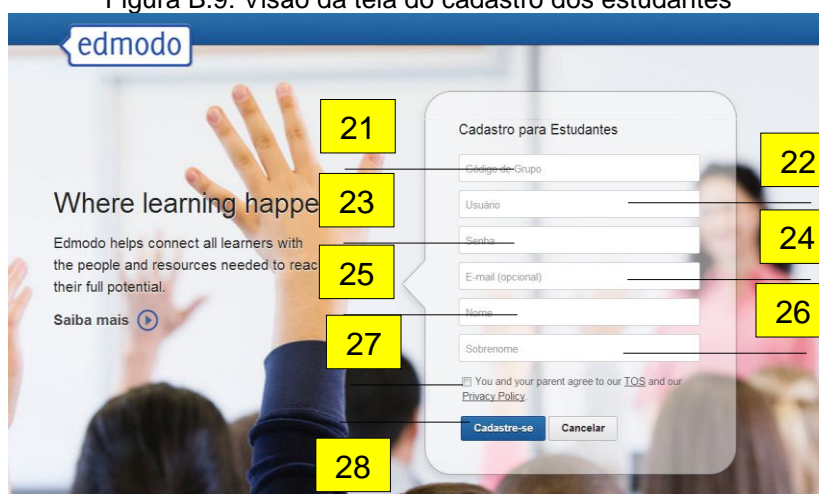 Figura B.9: Visão da tela do cadastro dos estudantes
edmodo
21
Cadastro para Estudantes
22
Código de Grupo
Where learning happe
23
Usuário
24
Edmodo helps connect all learners with
the people and resources needed to reac
their full potential.
Senha
25
E-mail (opcional)
26
Saiba mais
Nome
27
Sobrenome
You and your parent agree to our TOS and our
Privacy Policy.
Cadastre-se Cancelar
28